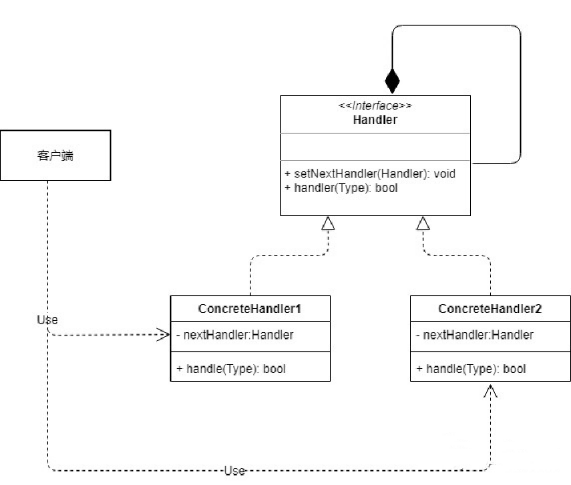 <<Interface>>
Handler
客户端
+ setNextHandler(Handler): void
+ handler(Type): bool
ConcreteHandler1
- nextHandler:Handler
+ handle(Type): bool
ConcreteHandler2
- nextHandler:Handler
+ handle(Type): bool
Use
Use